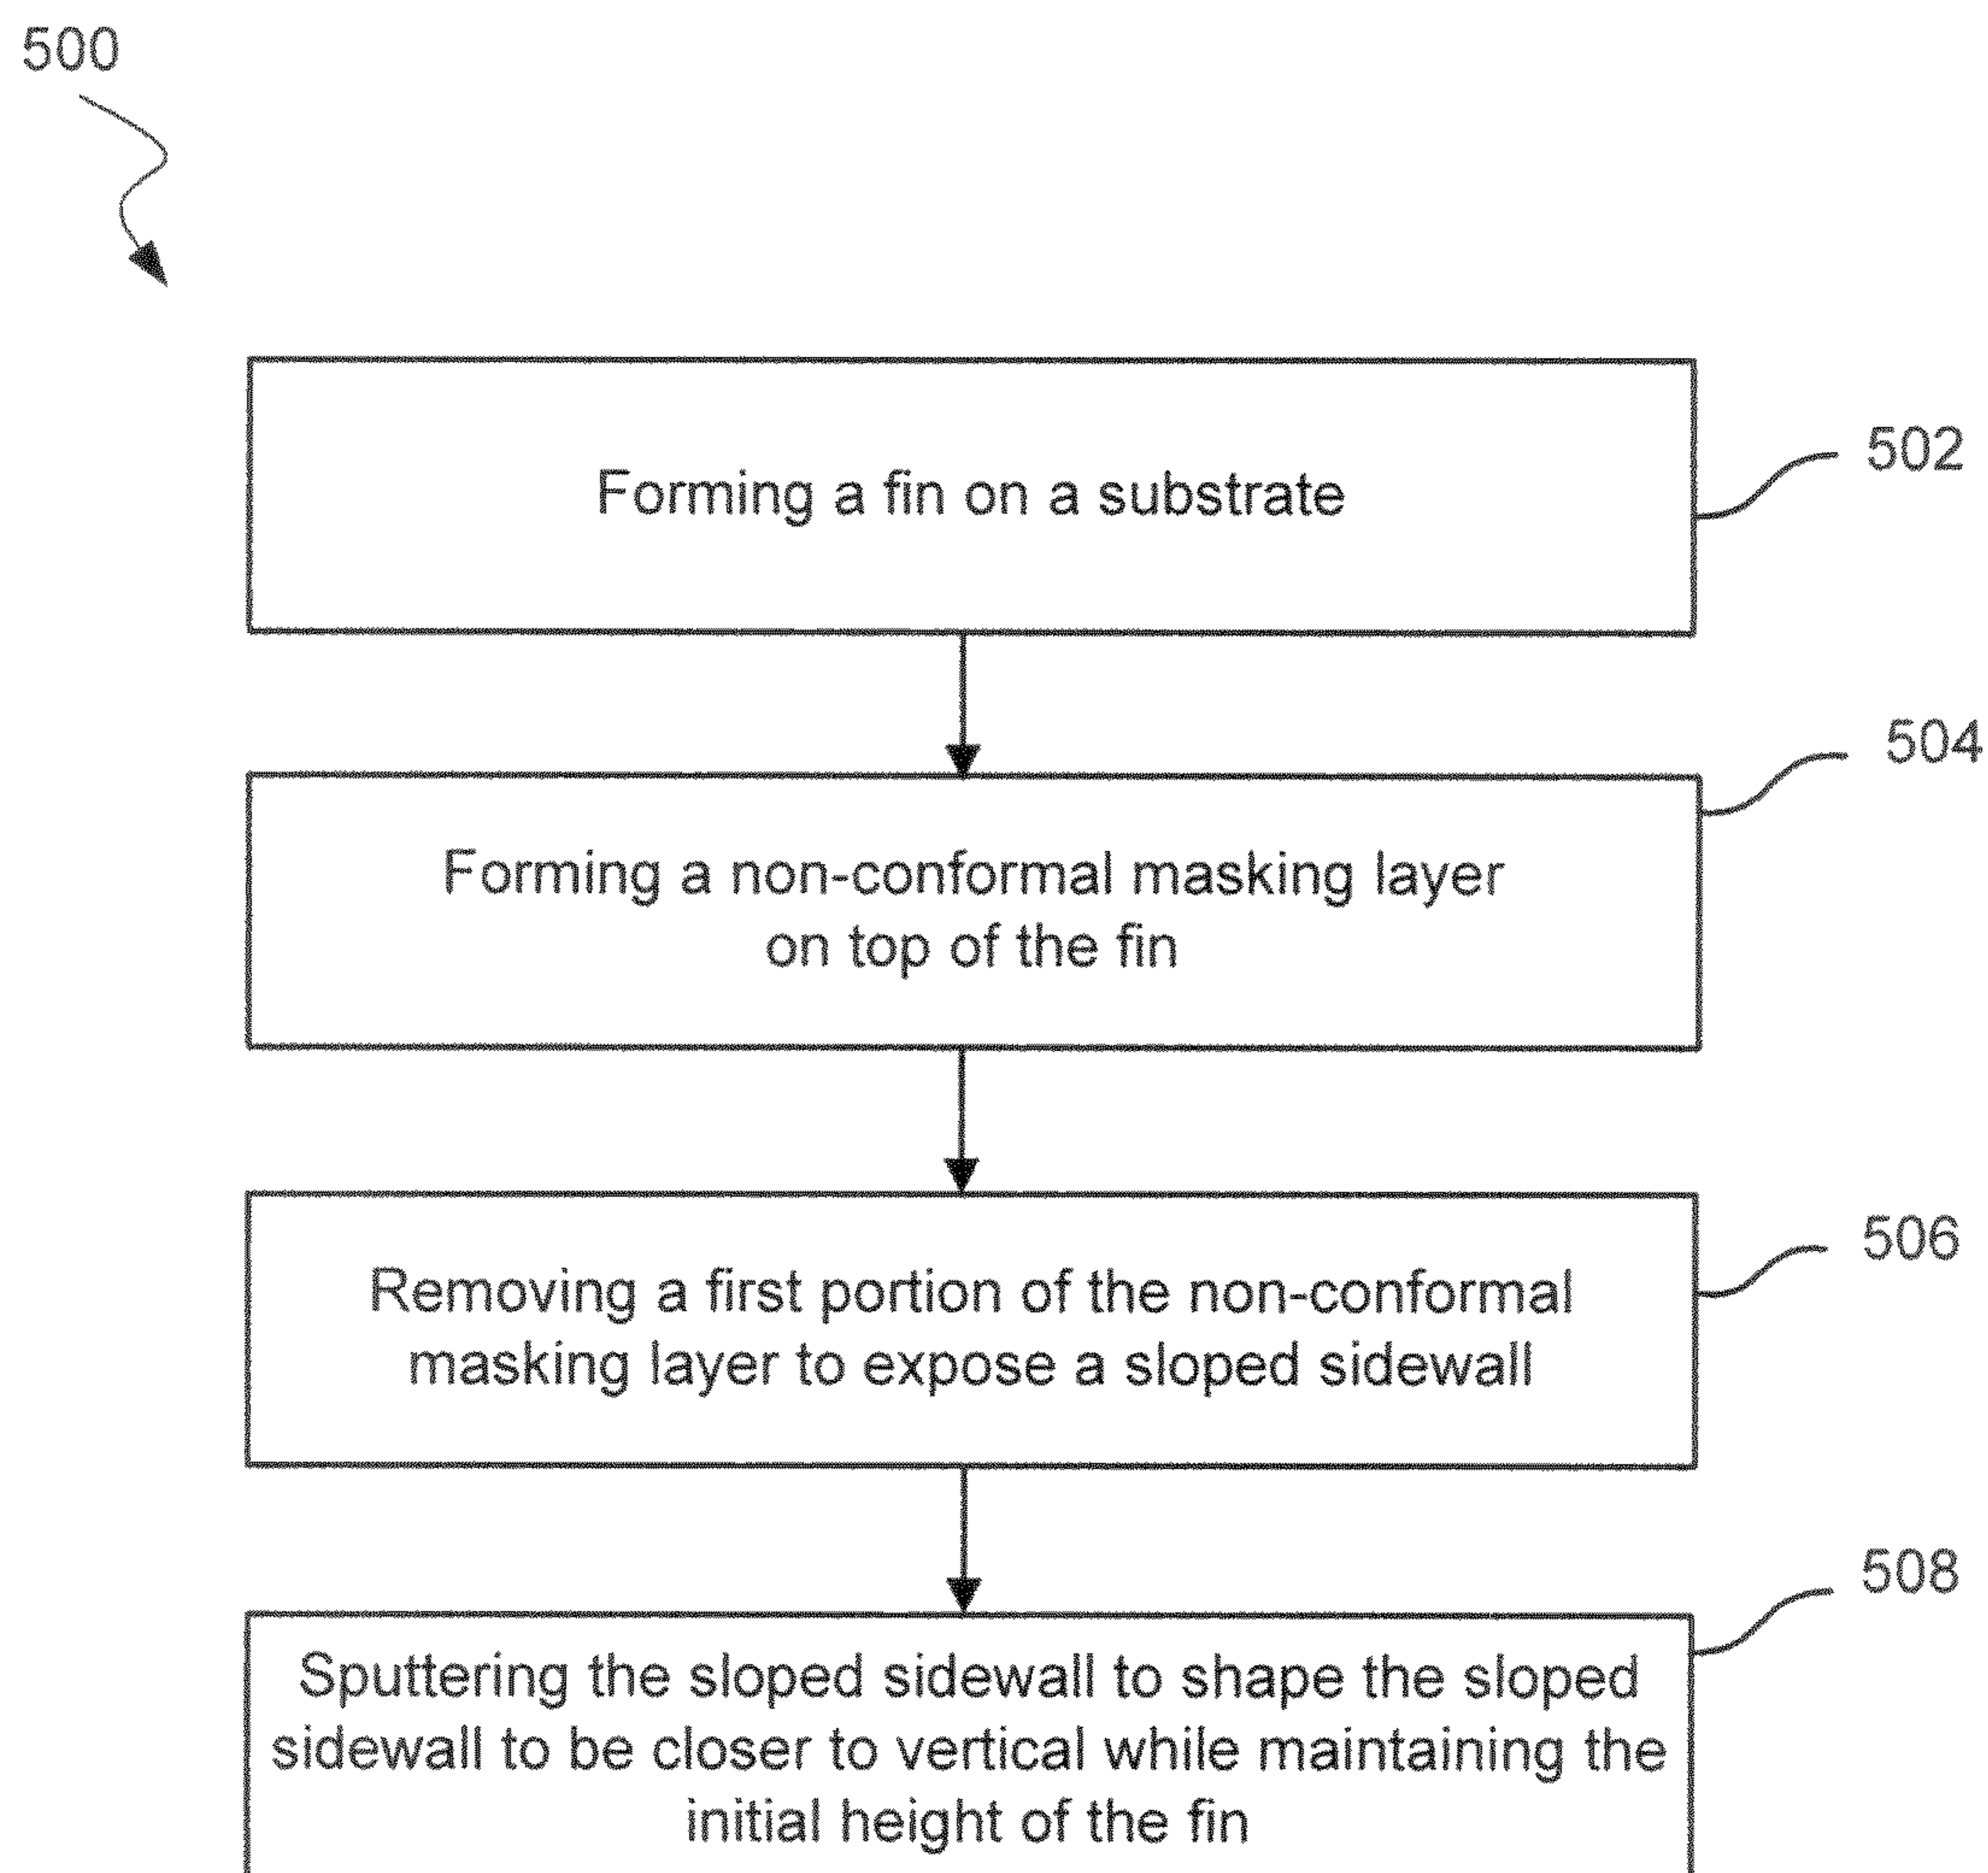 500
Forming a fin on a substrate
502
504
Forming a non-conformal masking layer
on top of the fin
506
Removing a first portion of the non-conformal
masking layer to expose a sloped sidewall
508
Sputtering the sloped sidewall to shape the sloped
sidewall to be closer to vertical while maintaining the
initial height of the fin